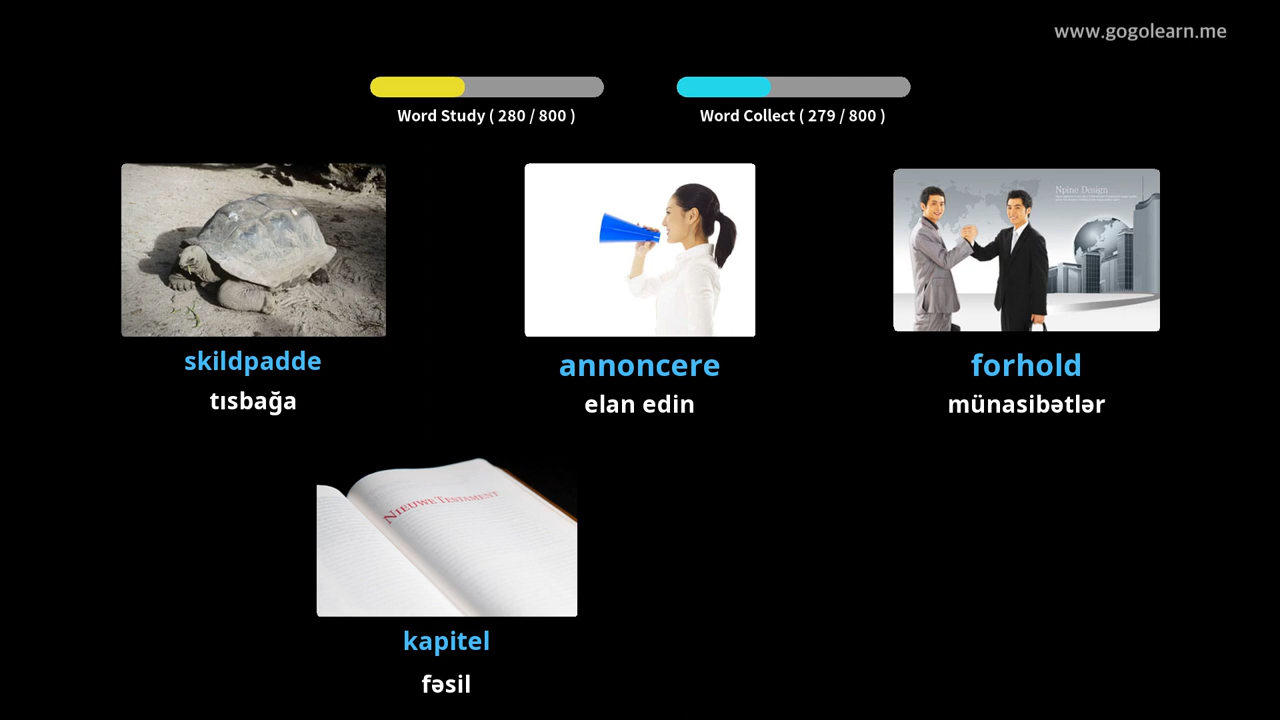 www.gogolearn.me
Word Study ( 280 / 800 )
Word Collect ( 279 / 800 )
Npine Design
skildpadde
tısbağa
annoncere
elan edin
forhold
münasibətlər
NIEUWE TESTAMENT
kapitel
fəsil